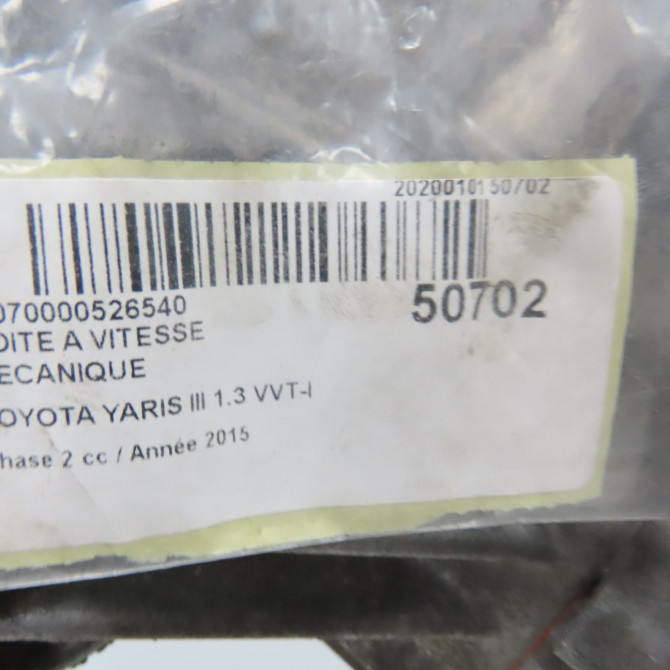 2020010150702
070000526540
50702
OITE A VITESSE
ECANIQUE
OYOTA YARIS III 1.3 VVT-I
hase 2 cc / Année 2015